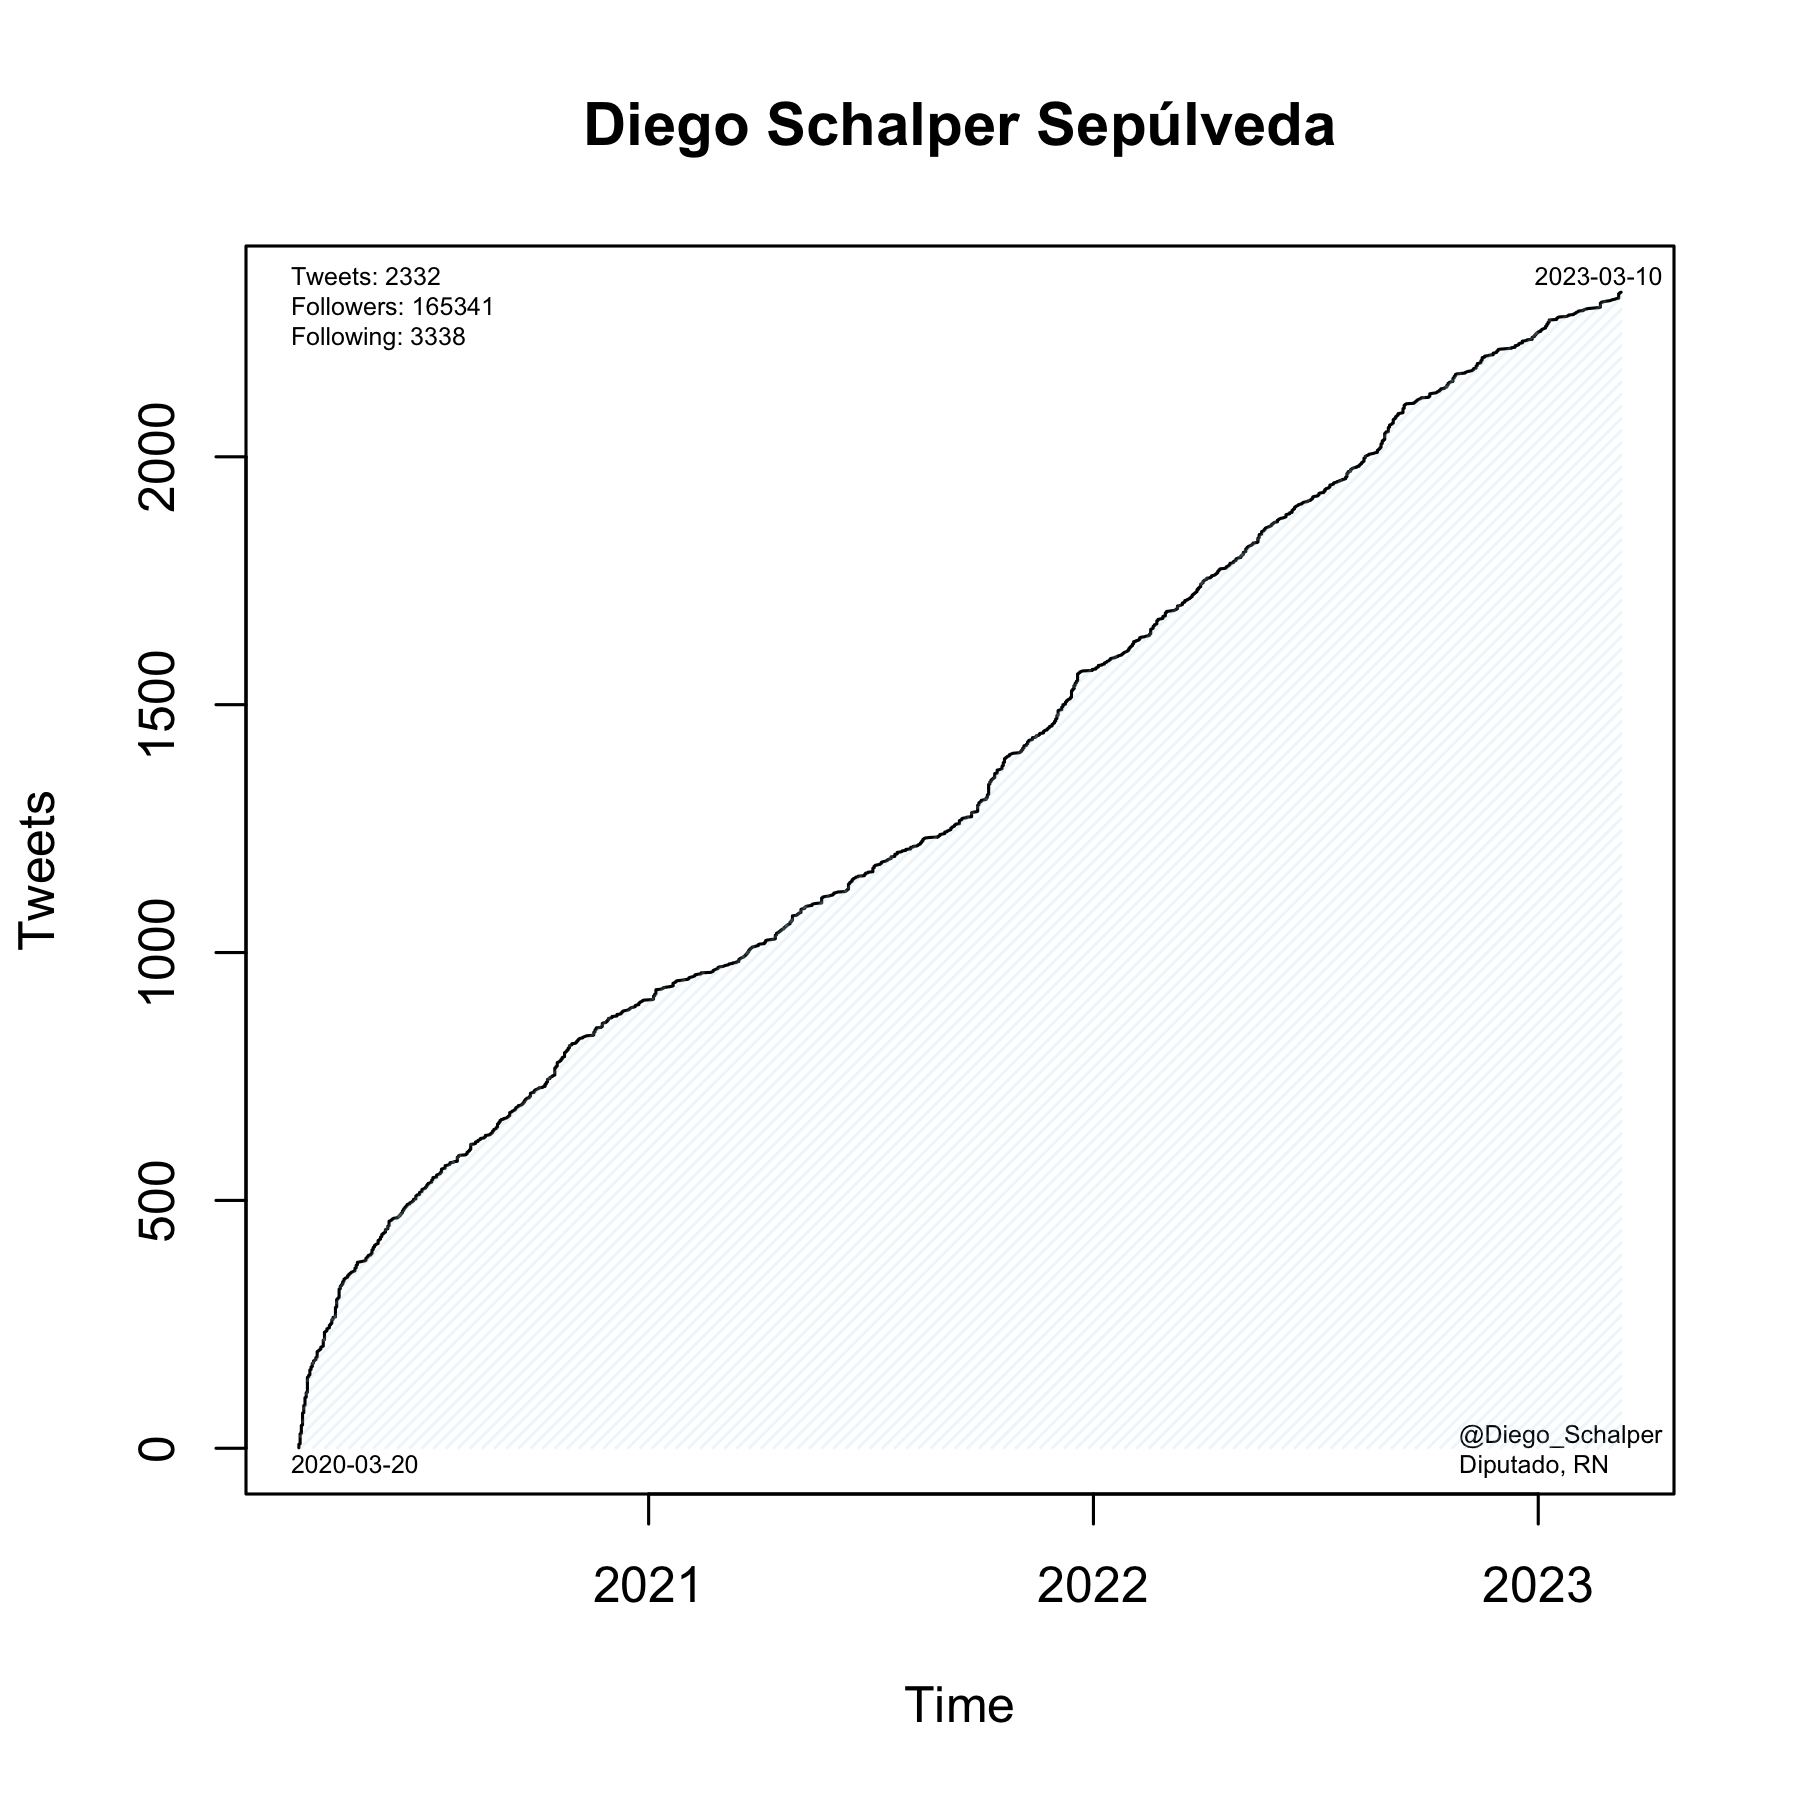 Diego Schalper Sepúlveda
Tweets: 2332
Followers: 165341
Following: 3338
2023-03-10
2000
1500
1000
500
0
Tweets
2020-03-20
@Diego_Schalper
Diputado, RN
2021
2022
2023
Time